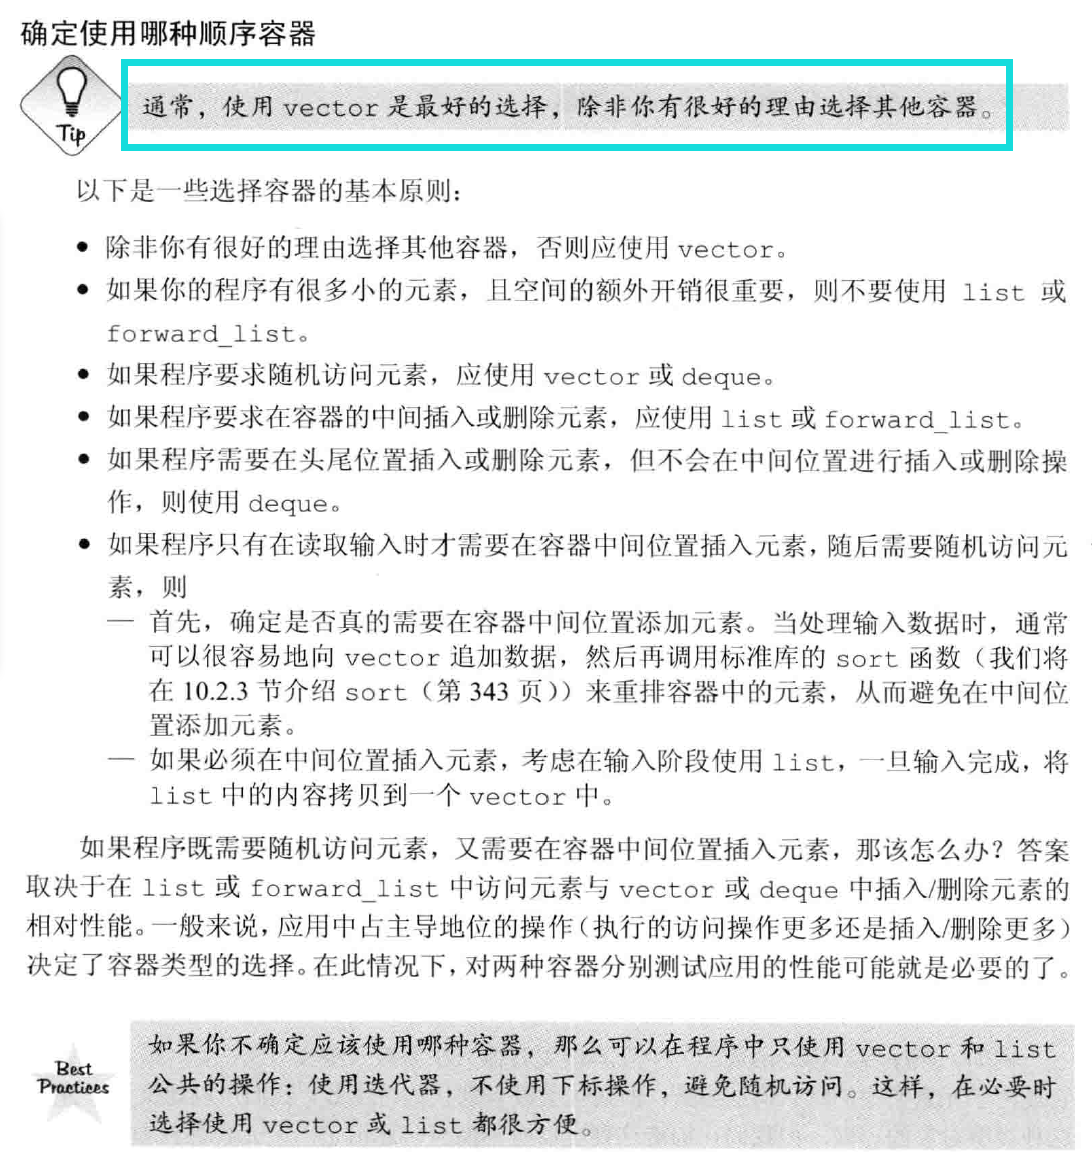 确定使用哪种顺序容器
Tip
通常，使用 vector 是最好的选择，除非你有很好的理由选择其他容器。
以下是一些选择容器的基本原则：
● 除非你有很好的理由选择其他容器，否则应使用 vector。
● 如果你的程序有很多小的元素，且空间的额外开销很重要，则不要使用 list 或
forward_list。
● 如果程序要求随机访问元素，应使用 vector 或 deque。
● 如果程序要求在容器的中间插入或删除元素，应使用 list 或 forward_list。
● 如果程序需要在头尾位置插入或删除元素，但不会在中间位置进行插入或删除操
作，则使用 deque。
● 如果程序只有在读取输入时才需要在容器中间位置插入元素，随后需要随机访问元
素，则
— 首先，确定是否真的需要在容器中间位置添加元素。当处理输入数据时，通常
可以很容易地向 vector 追加数据，然后再调用标准库的 sort 函数（我们将
在 10.2.3 节介绍 sort（第 343 页））来重排容器中的元素，从而避免在中间位
置添加元素。
— 如果必须在中间位置插入元素，考虑在输入阶段使用 list，一旦输入完成，将
list 中的内容拷贝到一个 vector 中。
如果程序既需要随机访问元素，又需要在容器中间位置插入元素，那该怎么办？答案
取决于在 list 或 forward_list 中访问元素与 vector 或 deque 中插入/删除元素的
相对性能。一般来说，应用中占主导地位的操作（执行的访问操作更多还是插入/删除更多）
决定了容器类型的选择。在此情况下，对两种容器分别测试应用的性能可能就是必要的了。
Best
Practices
如果你不确定应该使用哪种容器，那么可以在程序中只使用 vector 和 list
公共的操作：使用迭代器，不使用下标操作，避免随机访问。这样，在必要时
选择使用 vector 或 list 都很方便。